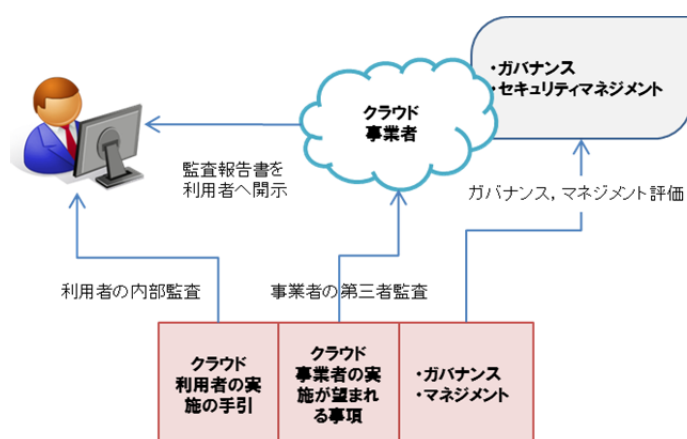 ・ガバナンス
・セキュリティマネジメント
クラウド
事業者
監査報告書を
利用者へ開示
ガバナンス，マネジメント評価
利用者の内部監査
事業者の第三者監査
クラウド
利用者の実
施の手引
クラウド
事業者の実
施が望まれ
る事項
・ガバナンス
・マネジメント